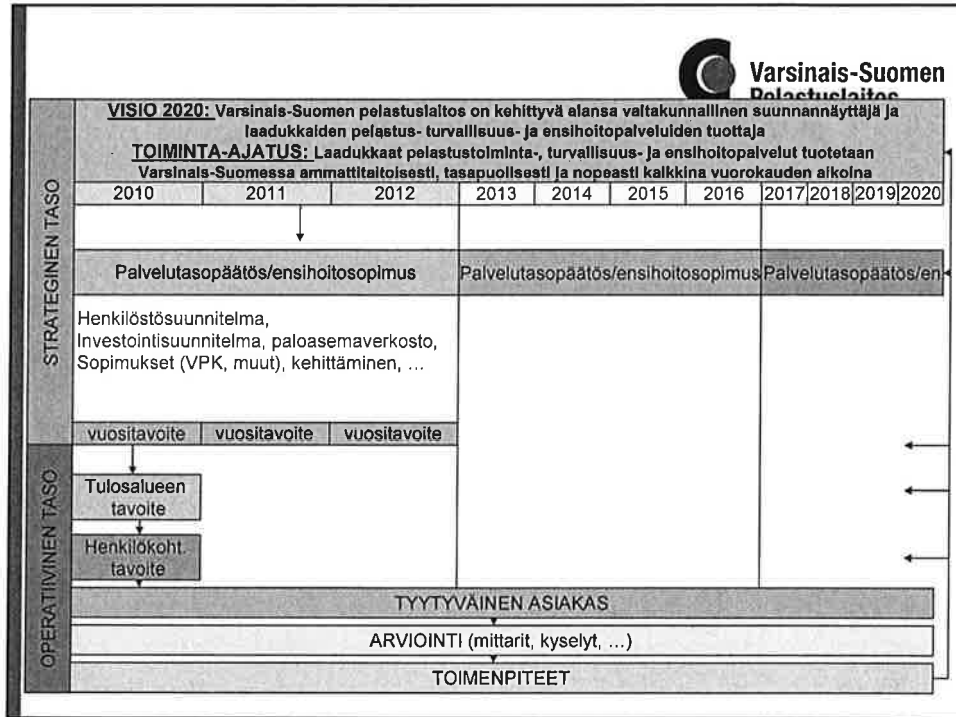 Varsinais-Suomen
Pelastuslaitos
VISIO 2020: Varsinais-Suomen pelastuslaitos on kehittyvä alansa valtakunnallinen suunnannäyttäjä ja
laadukkaiden pelastus- turvallisuus- ja ensihoitopalveluiden tuottaja
TOIMINTA-AJATUS: Laadukkaat pelastustoiminta-, turvallisuus- ja ensihoitopalvelut tuotetaan
Varsinais-Suomessa ammattitaitoisesti, tasapuolisesti ja nopeasti kaikkina vuorokauden aikoina
2010 2011 2012 2013 2014 2015 2016 2017 2018 2019 2020
STRATEGINEN TASO
Palvelutasopäätös/ensihoitosopimus Palvelutasopäätös/ensihoitosopimus Palvelutasopäätös/en
Henkilöstösuunnitelma,
Investointisuunnitelma, paloasemaverkosto,
Sopimukset (VPK, muut), kehittäminen, ...
vuositavoite vuositavoite vuositavoite
OPERATIIVINEN TASO
Tulosalueen
tavoite
Henkilökoht.
tavoite
TYYTYVÄINEN ASIAKAS
ARVIOINTI (mittarit, kyselyt, ...)
TOIMENPITEET